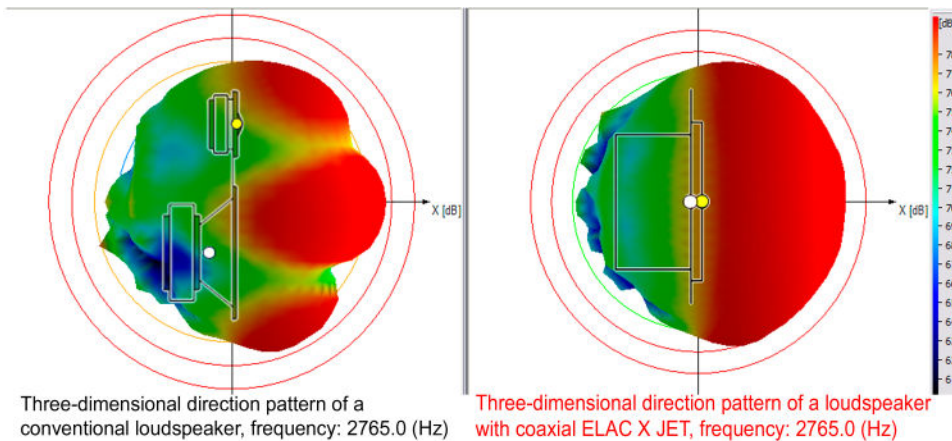 [dB]
X [dB]
X [dB]
Three-dimensional direction pattern of a
conventional loudspeaker, frequency: 2765.0 (Hz)
Three-dimensional direction pattern of a loudspeaker
with coaxial ELAC X JET, frequency: 2765.0 (Hz)